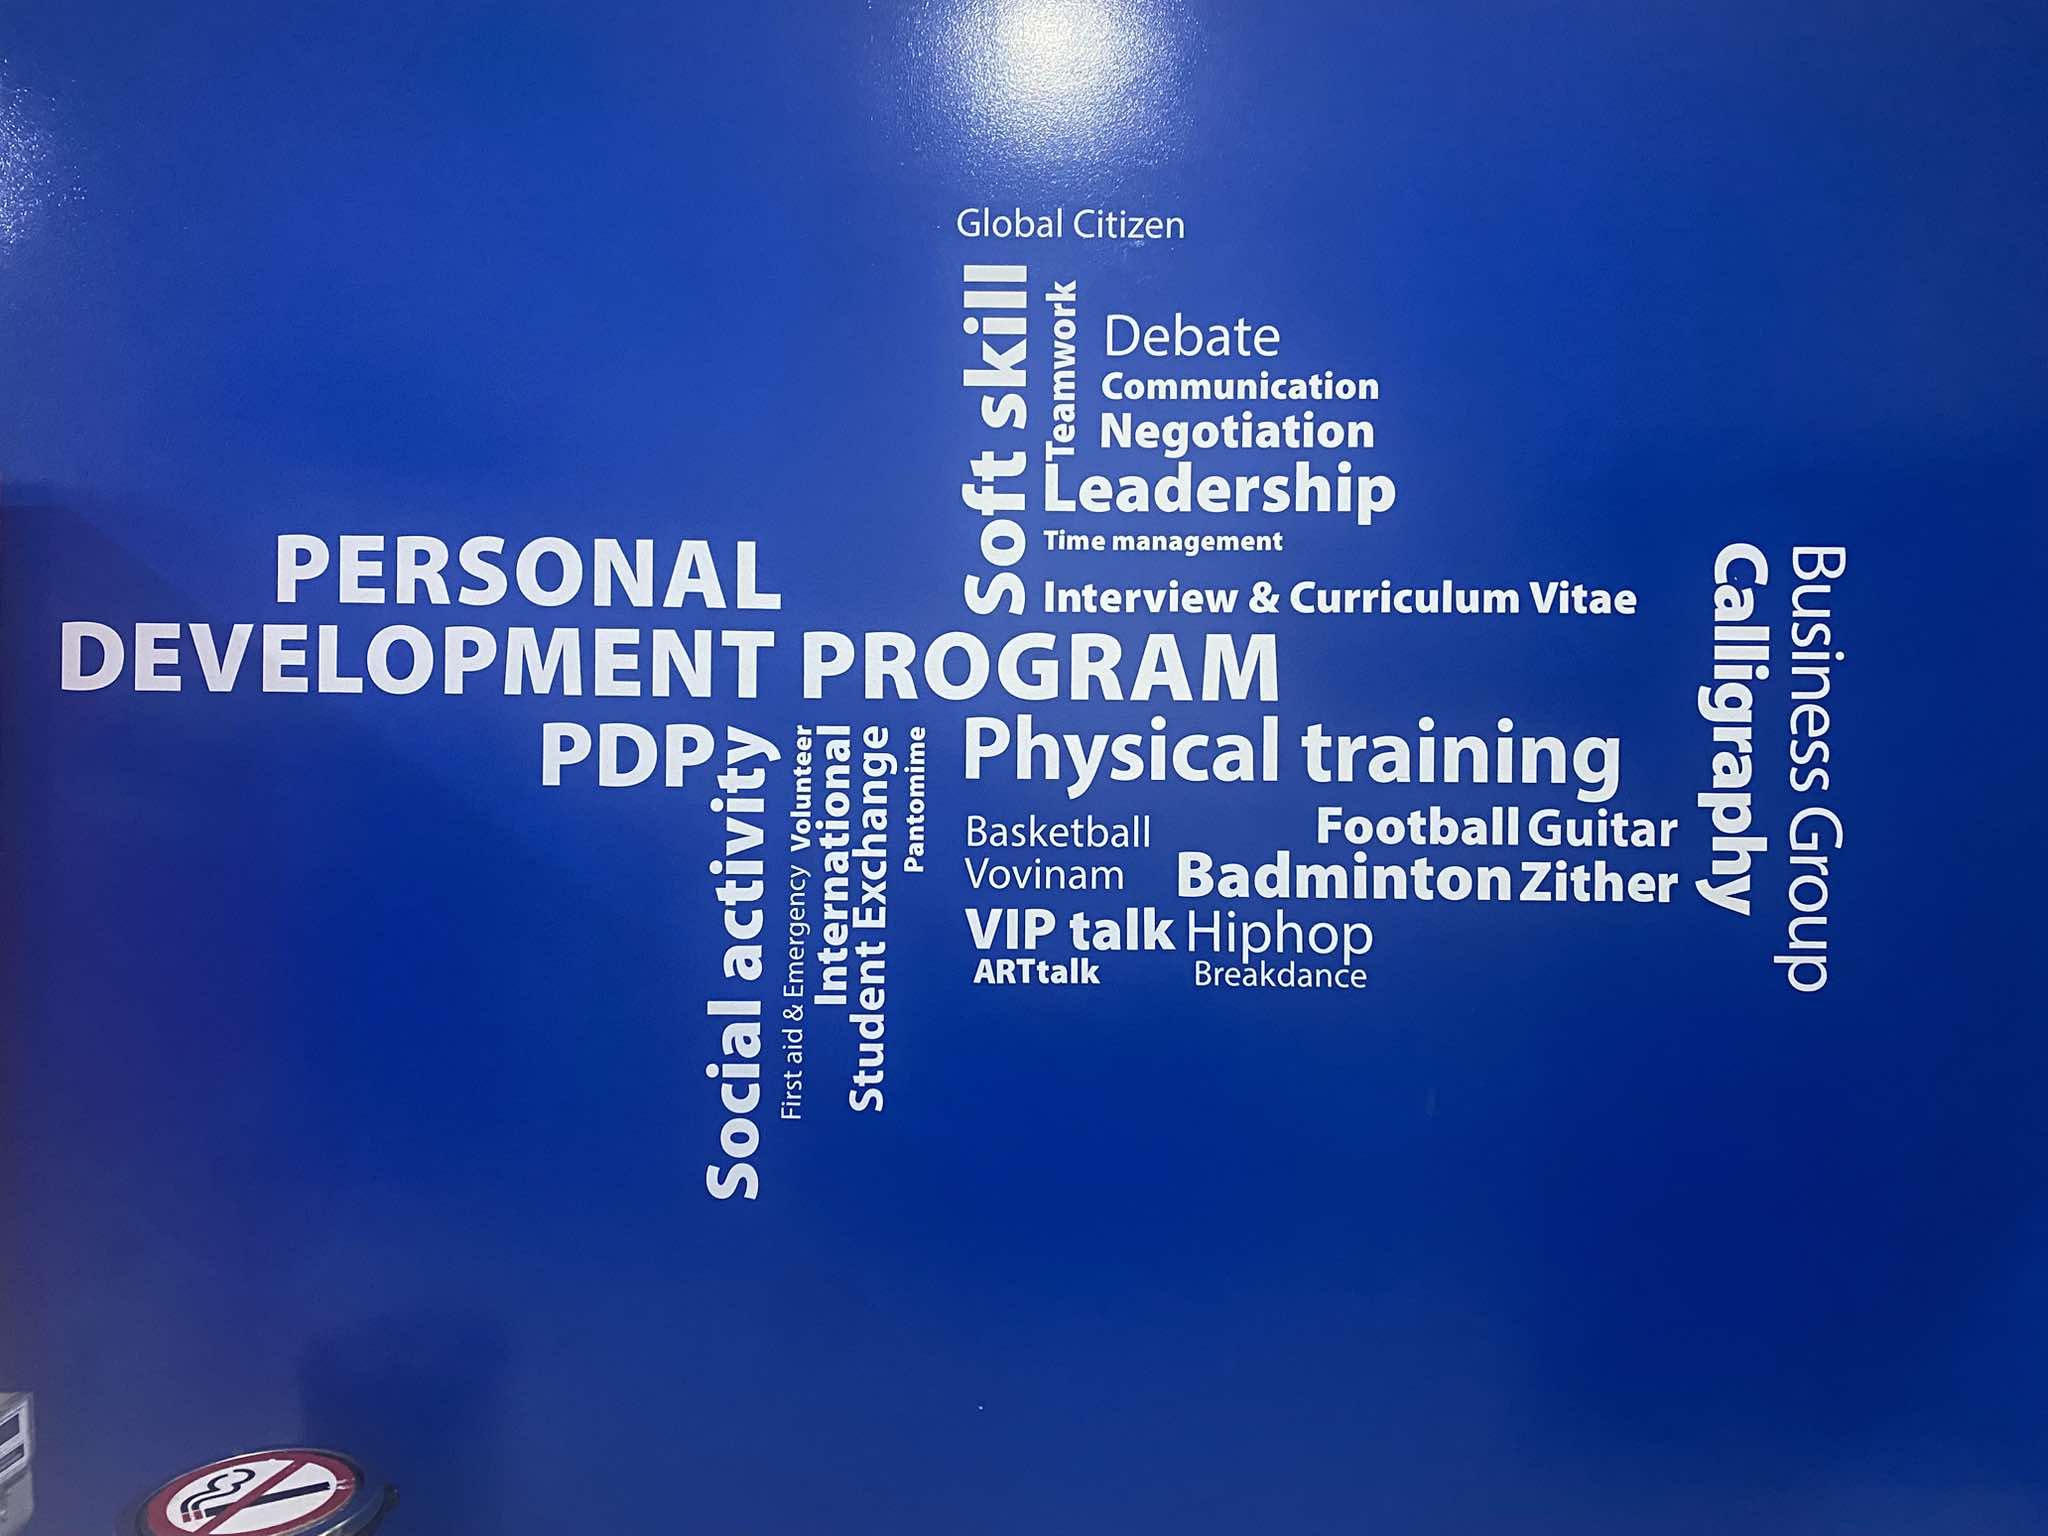 Global Citizen
Soft skill
Teamwork
Debate
Communication
Negotiation
Leadership
Time management
Interview & Curriculum Vitae
PERSONAL
DEVELOPMENT PROGRAM
PDP
Social activity
First aid & Emergency Volunteer
International
Student Exchange
Pantomime
Physical training
Basketball
Football Guitar
Vovinam
Badminton Zither
VIP talk Hiphop
ARTtalk
Breakdance
Calligraphy
Business Group